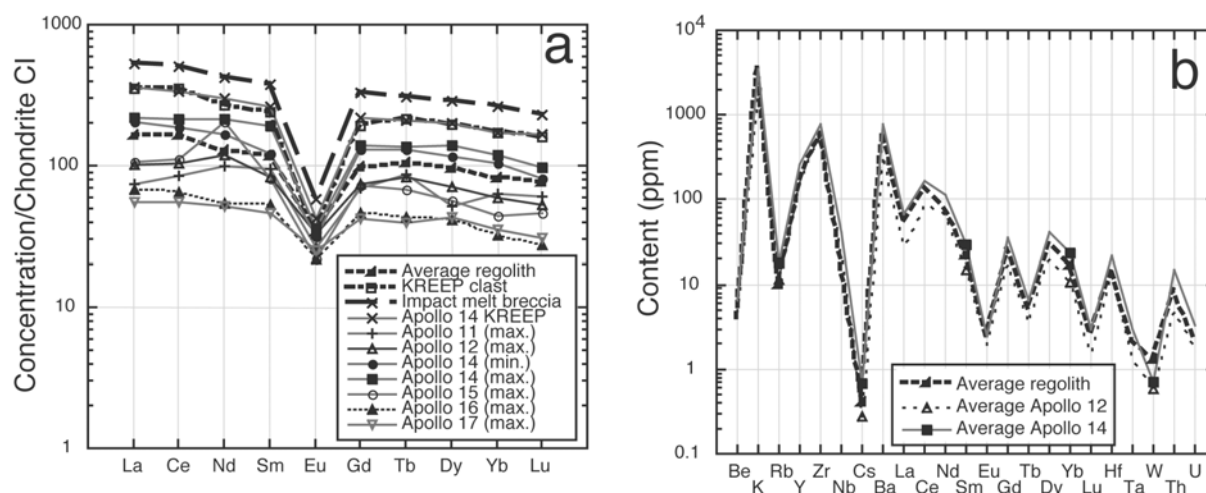 1000
100
10
1
Concentration/Chondrite CI
a
Average regolith
KREEP clast
Impact melt breccia
Apollo 14 KREEP
Apollo 11 (max.)
Apollo 12 (max.)
Apollo 14 (min.)
Apollo 14 (max.)
Apollo 15 (max.)
Apollo 16 (max.)
Apollo 17 (max.)
La Ce Nd Sm Eu Gd Tb Dy Yb Lu
10⁴
1000
100
10
1
0.1
Content (ppm)
b
Average regolith
Average Apollo 12
Average Apollo 14
Be Rb Zr Cs La Nd Eu Tb Yb Hf W U
K Y Nb Ba Ce Sm Gd Dy Lu Ta Th